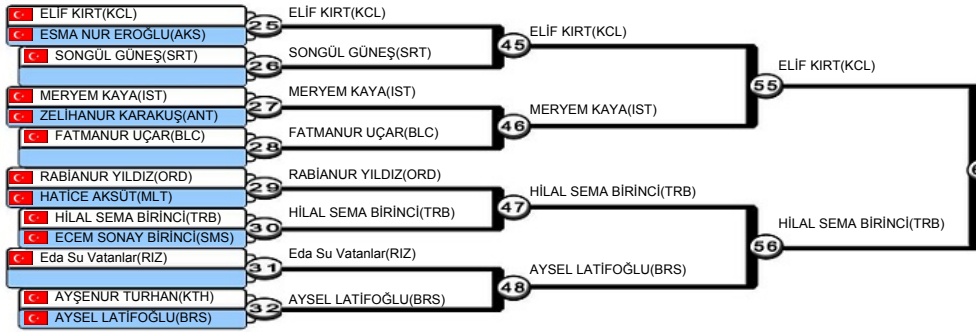 ELİF KIRT(KCL)
ESMA NUR EROĞLU(AKS)
25
ELİF KIRT(KCL)
SONGÜL GÜNEŞ(SRT)
26
SONGÜL GÜNEŞ(SRT)
45
ELİF KIRT(KCL)
MERYEM KAYA(IST)
ZELİHANUR KARAKUŞ(ANT)
27
MERYEM KAYA(IST)
FATMANUR UÇAR(BLC)
28
FATMANUR UÇAR(BLC)
46
MERYEM KAYA(IST)
55
ELİF KIRT(KCL)
RABİANUR YILDIZ(ORD)
HATİCE AKSÜT(MLT)
29
RABİANUR YILDIZ(ORD)
HİLAL SEMA BİRİNCİ(TRB)
ECEM SONAY BİRİNCİ(SMS)
30
HİLAL SEMA BİRİNCİ(TRB)
47
HİLAL SEMA BİRİNCİ(TRB)
Eda Su Vatanlar(RIZ)
31
Eda Su Vatanlar(RIZ)
AYŞENUR TURHAN(KTH)
AYSEL LATİFOĞLU(BRS)
32
AYSEL LATİFOĞLU(BRS)
48
AYSEL LATİFOĞLU(BRS)
56
HİLAL SEMA BİRİNCİ(TRB)